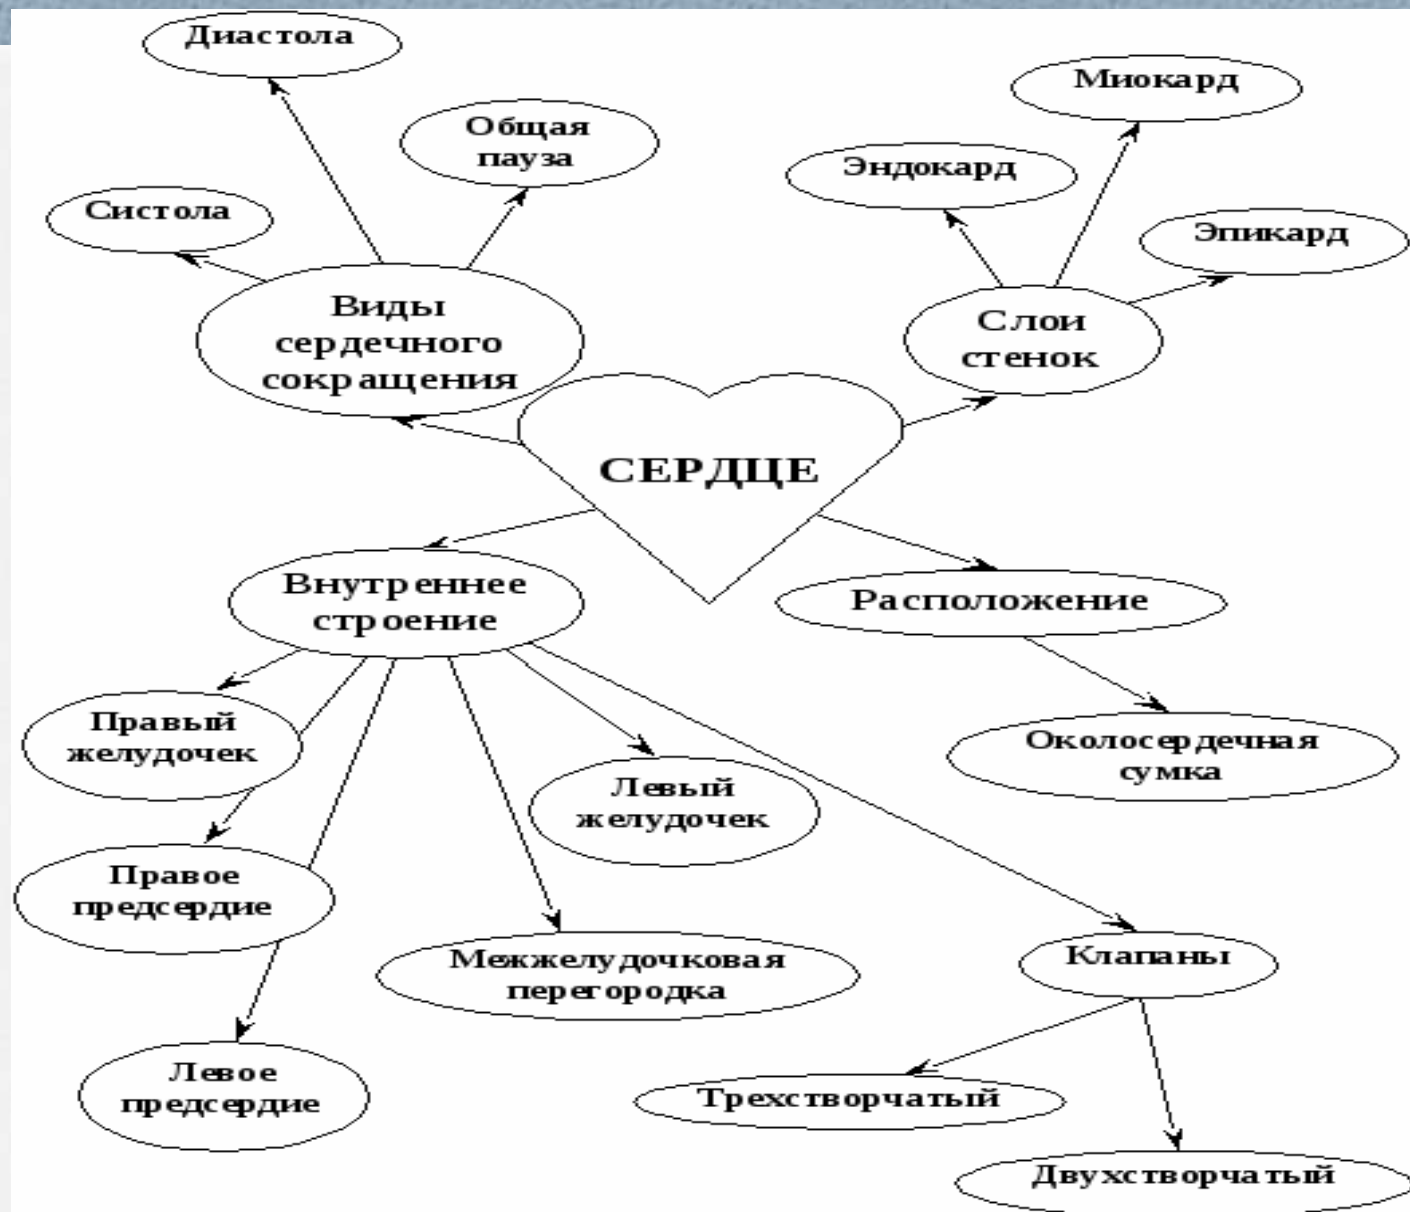 Диастола
Общая
пауза
Систола
Виды
сердечного
сокращения
Миокард
Эндокард
Эпикард
Слои
стенок
СЕРДЦЕ
Внутреннее
строение
Расположение
Правый
желудочек
Левый
желудочек
Околосердечная
сумка
Правое
предсердие
Межжелудочковая
перегородка
Клапаны
Левое
предсердие
Трехстворчатый
Двухстворчатый